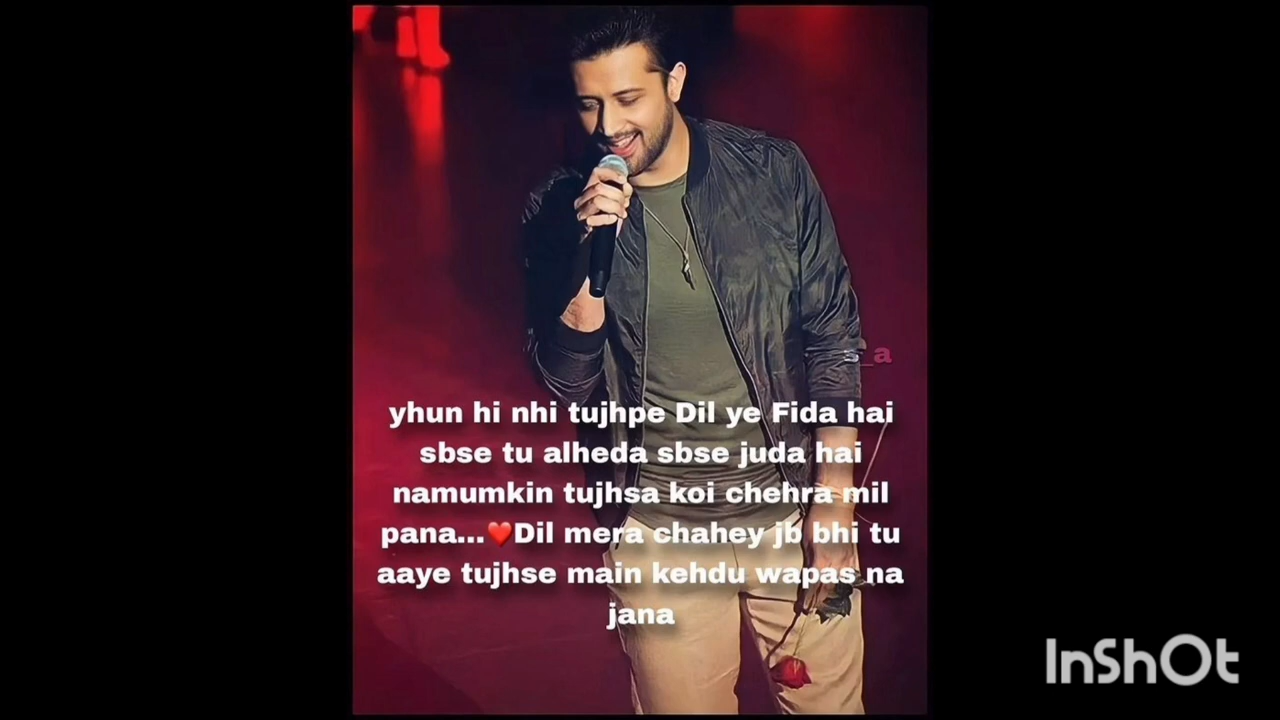 _a
yhun hi nhi tujhpe Dil ye Fida hai
sbse tu alheda sbse juda hai
namumkin tujhsa koi chehra mil
pana...❤️Dil mera chahey jb bhi tu
aaye tujhse main kehdu wapas na
jana
InShOt